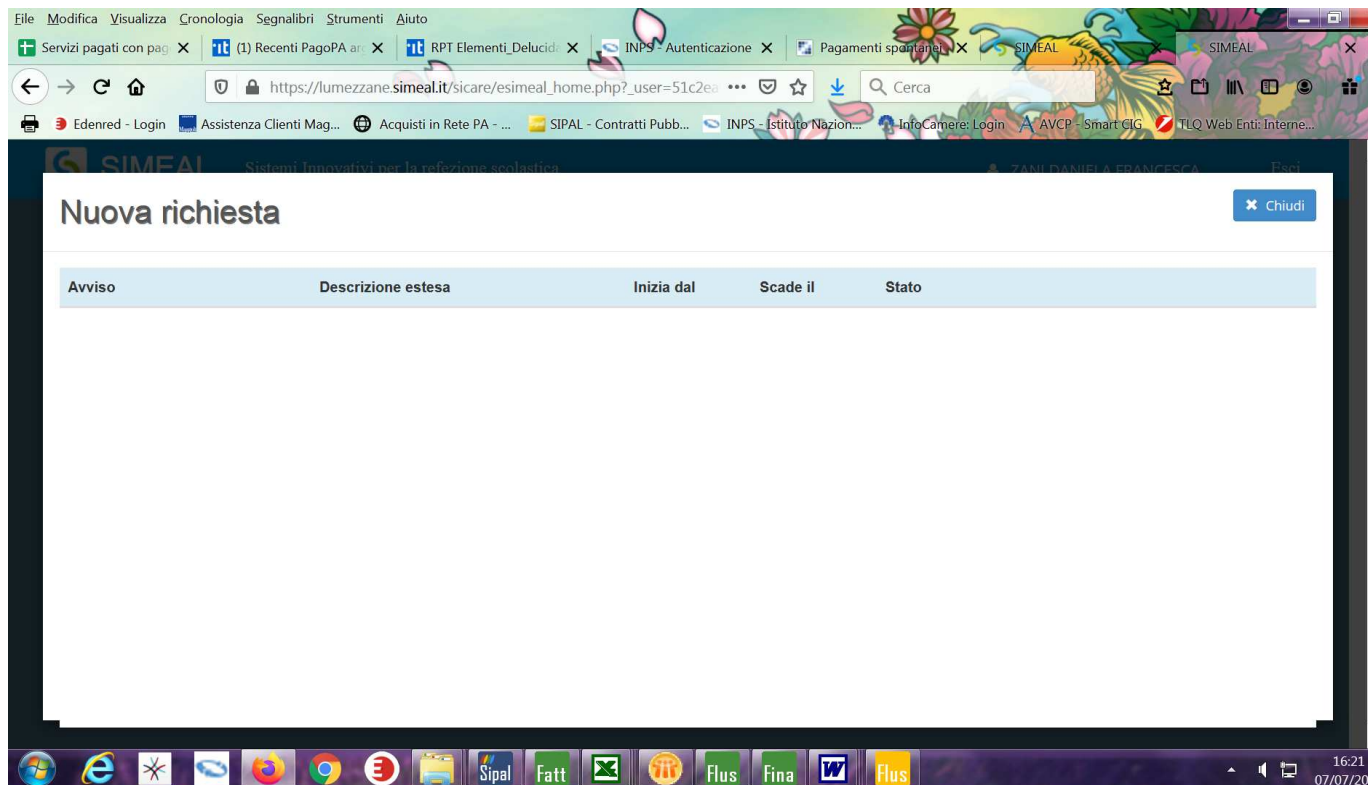 File Modifica Visualizza Cronologia Segnalibri Strumenti Aiuto
Servizi pagati con pag (1) Recenti PagoPA ar RPT Elementi_Delucida INPS - Autenticazione Pagamenti spontanei SIMEAL SIMEAL
https://lumezzane.simeal.it/sicare/esimeal_home.php?_user=51c2ea Cerca
Edenred - Login Assistenza Clienti Mag... Acquisti in Rete PA - ... SIPAL - Contratti Pubb... INPS - Istituto Nazion... InfoCamere: Login AVCP - Smart CIG TLQ Web Enti: Interne...
SIMEAL Sistemi Innovativi per la refezione scolastica ZANI DANIELA FRANCESCA Esci
Nuova richiesta
Chiudi
Avviso Descrizione estesa Inizia dal Scade il Stato
Sipal Fatt Flus Fina Flus
16:21
07/07/20